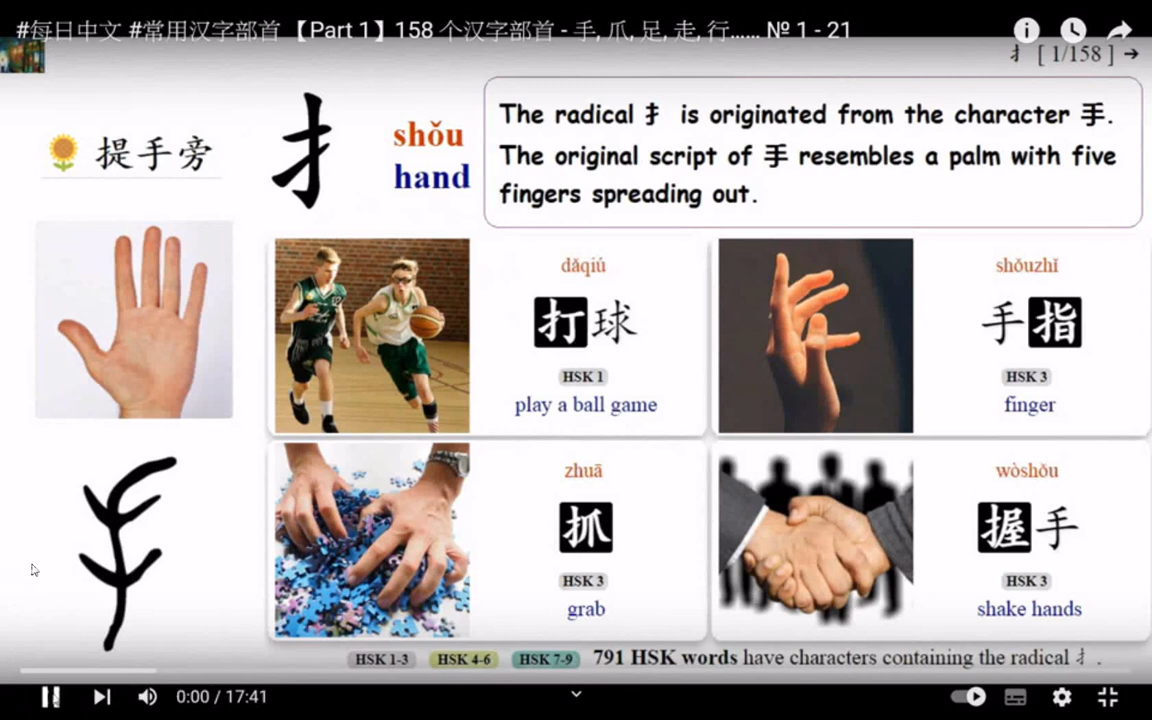 #每日中文 #常用汉字部首 【Part 1】158 个汉字部首 - 手, 爪, 足, 走, 行...... № 1 - 21
扌 [ 1/158 ] →
提手旁
扌
shǒu
hand
The radical 扌 is originated from the character 手.
The original script of 手 resembles a palm with five
fingers spreading out.
dǎqiú
打球
HSK 1
play a ball game
shǒuzhǐ
手指
HSK 3
finger
zhuā
抓
HSK 3
grab
wòshǒu
握手
HSK 3
shake hands
HSK 1-3 HSK 4-6 HSK 7-9 791 HSK words have characters containing the radical 扌.
0:00 / 17:41